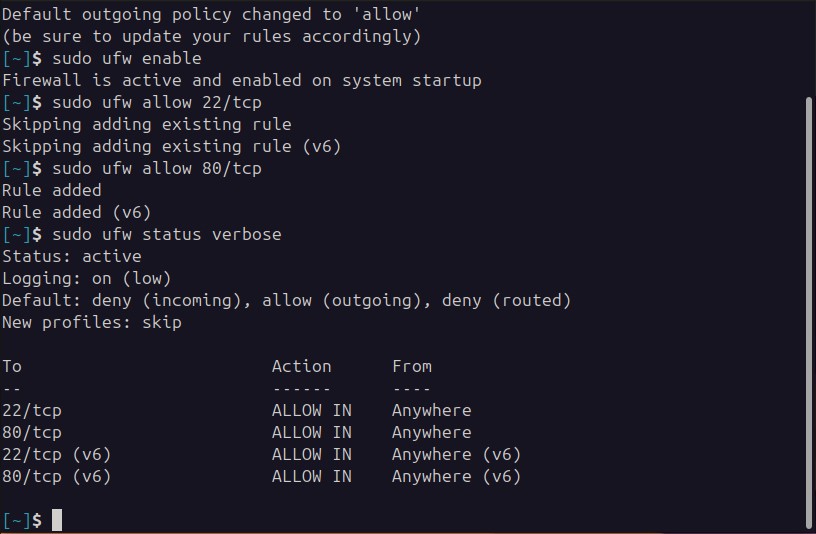 Default outgoing policy changed to 'allow'
(be sure to update your rules accordingly)
[~]$ sudo ufw enable
Firewall is active and enabled on system startup
[~]$ sudo ufw allow 22/tcp
Skipping adding existing rule
Skipping adding existing rule (v6)
[~]$ sudo ufw allow 80/tcp
Rule added
Rule added (v6)
[~]$ sudo ufw status verbose
Status: active
Logging: on (low)
Default: deny (incoming), allow (outgoing), deny (routed)
New profiles: skip

To                         Action      From
--                         ------      ----
22/tcp                     ALLOW IN    Anywhere
80/tcp                     ALLOW IN    Anywhere
22/tcp (v6)                ALLOW IN    Anywhere (v6)
80/tcp (v6)                ALLOW IN    Anywhere (v6)

[~]$